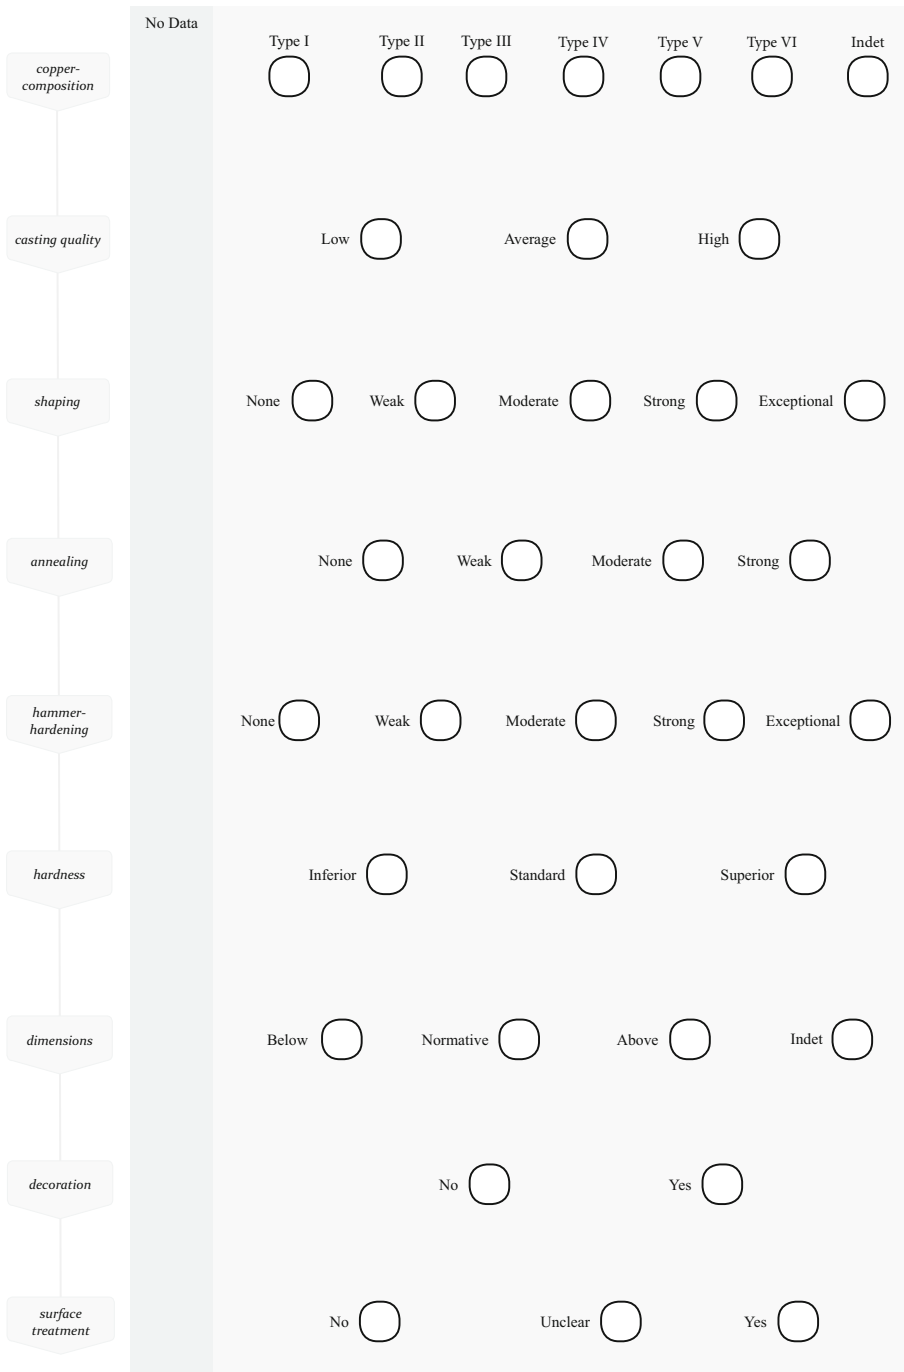 No Data
Type I Type II Type III Type IV Type V Type VI Indet
copper-
composition
casting quality Low Average High
shaping None Weak Moderate Strong Exceptional
annealing None Weak Moderate Strong
hammer-
hardening
None Weak Moderate Strong Exceptional
hardness Inferior Standard Superior
dimensions Below Normative Above Indet
decoration No Yes
surface
treatment
No Unclear Yes